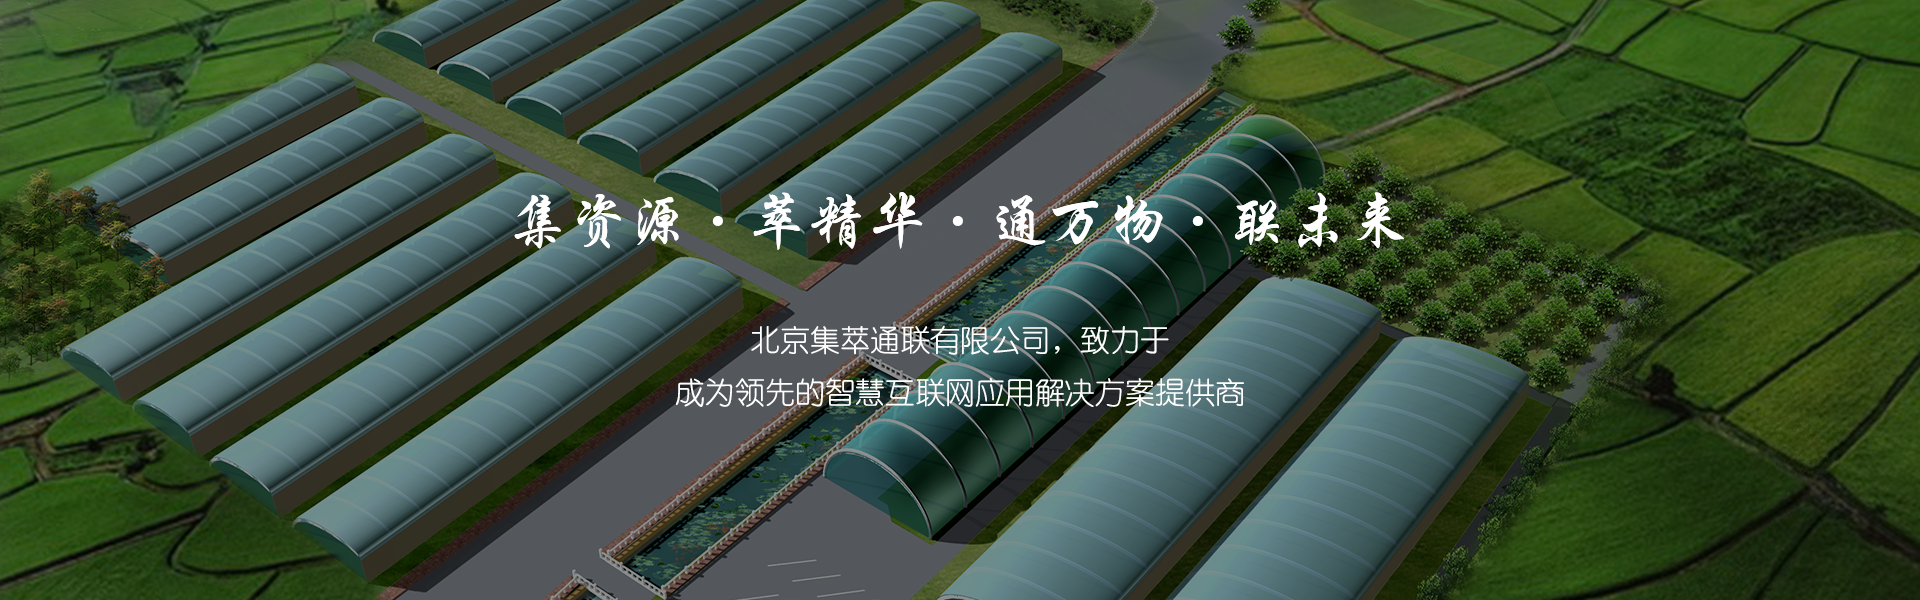 集资源·萃精华·通万物·联未来
北京集萃通联有限公司，致力于
成为领先的智慧互联网应用解决方案提供商